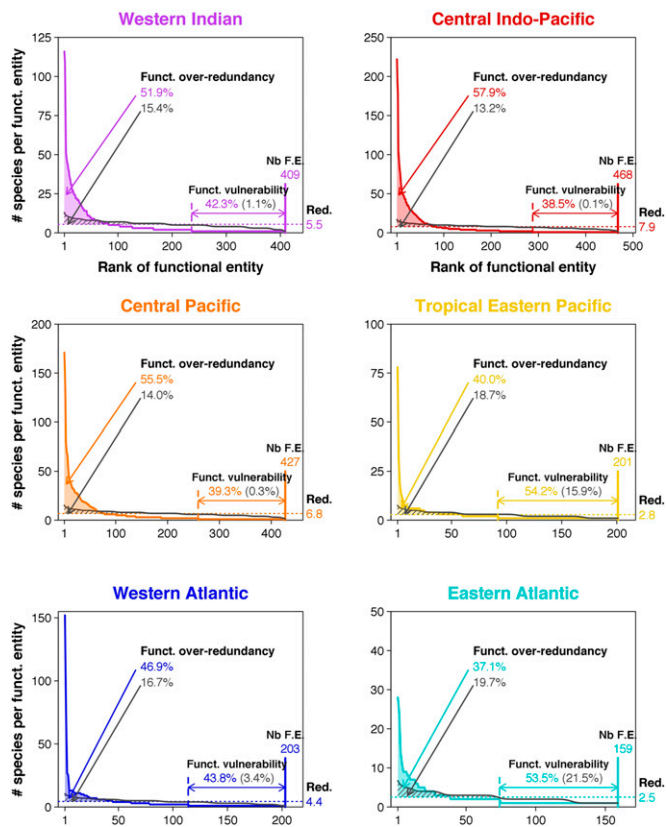 Western Indian
Central Indo-Pacific
# species per funct. entity
125
100
75
50
25
0
Funct. over-redundancy
51.9%
15.4%
Nb F.E.
409
Funct. vulnerability
42.3% (1.1%)
Red.
5.5
1
100
200
300
400
Rank of functional entity
250
200
150
100
50
0
Funct. over-redundancy
57.9%
13.2%
Nb F.E.
468
Funct. vulnerability
38.5% (0.1%)
Red.
7.9
1
100
200
300
400
500
Rank of functional entity
Central Pacific
Tropical Eastern Pacific
# species per funct. entity
200
150
100
50
0
Funct. over-redundancy
55.5%
14.0%
Nb F.E.
427
Funct. vulnerability
39.3% (0.3%)
Red.
6.8
1
100
200
300
400
100
75
50
25
0
Funct. over-redundancy
40.0%
18.7%
Nb F.E.
201
Funct. vulnerability
54.2% (15.9%)
Red.
2.8
1
50
100
150
200
Western Atlantic
Eastern Atlantic
# species per funct. entity
150
100
50
0
Funct. over-redundancy
46.9%
16.7%
Nb F.E.
203
Funct. vulnerability
43.8% (3.4%)
Red.
4.4
1
50
100
150
200
50
40
30
20
10
0
Funct. over-redundancy
37.1%
19.7%
Nb F.E.
159
Funct. vulnerability
53.5% (21.5%)
Red.
2.5
1
50
100
150